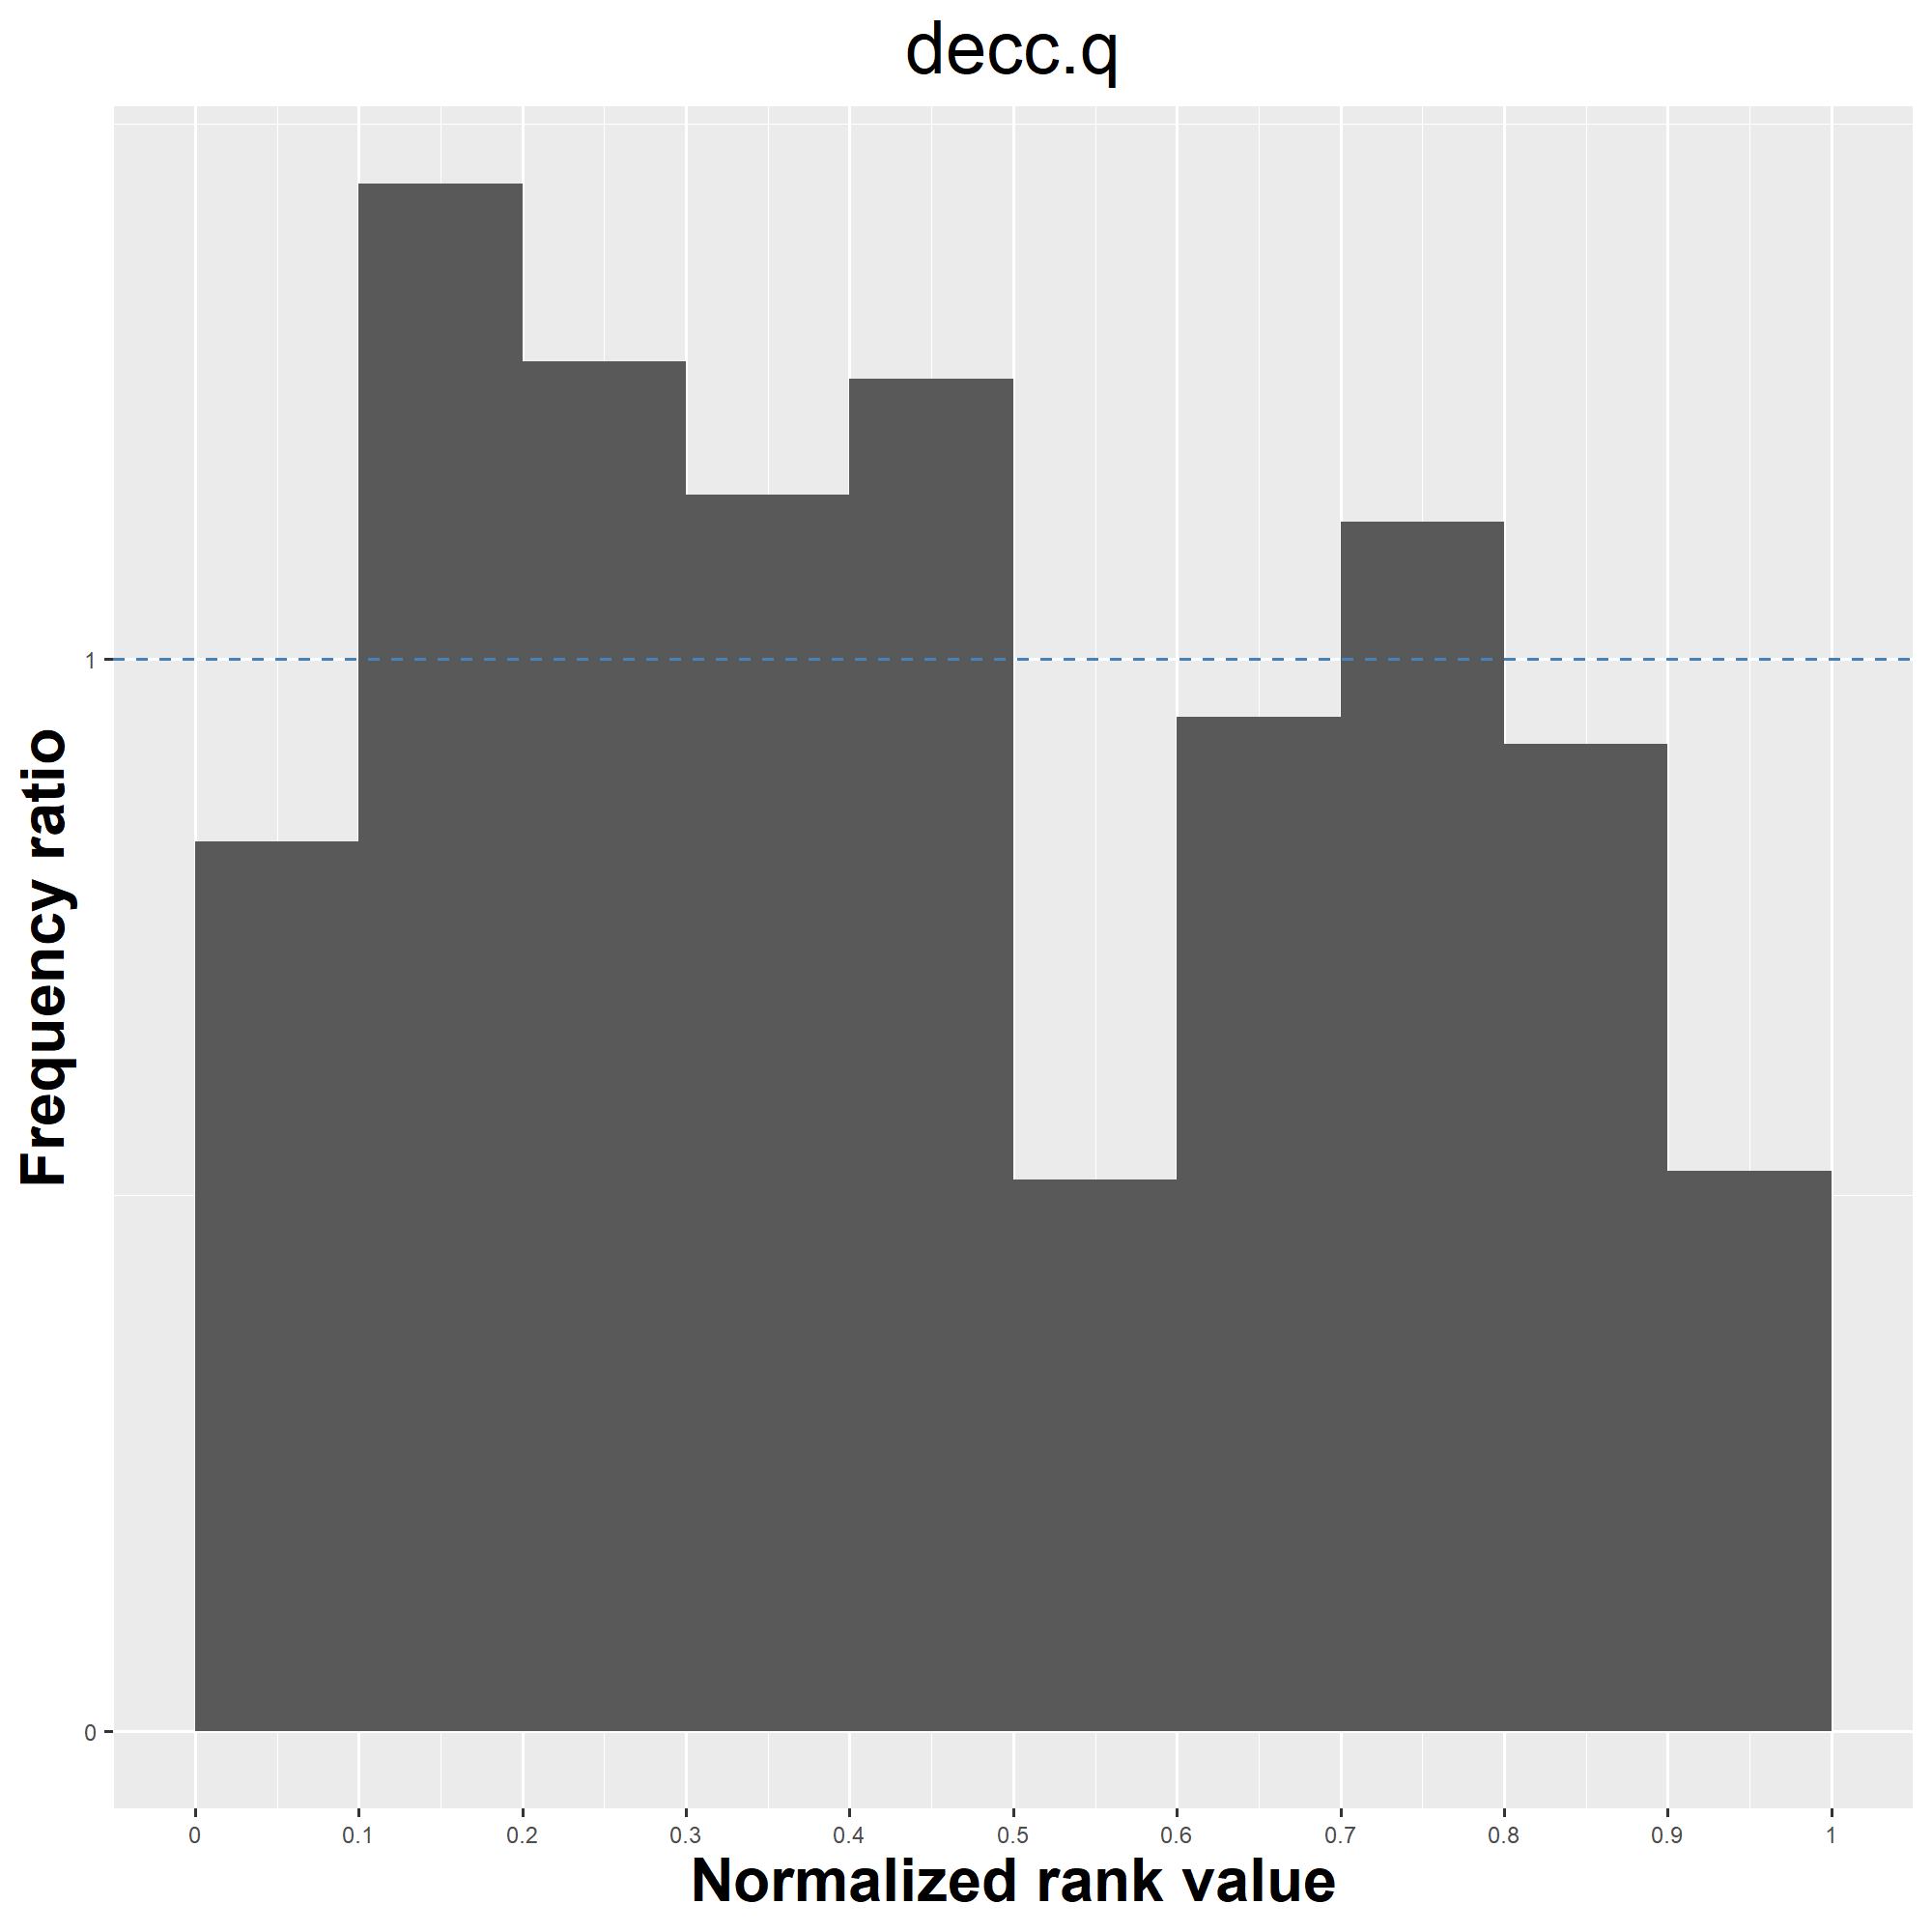 decc.q
Frequency ratio
1
0
0 0.1 0.2 0.3 0.4 0.5 0.6 0.7 0.8 0.9 1
Normalized rank value